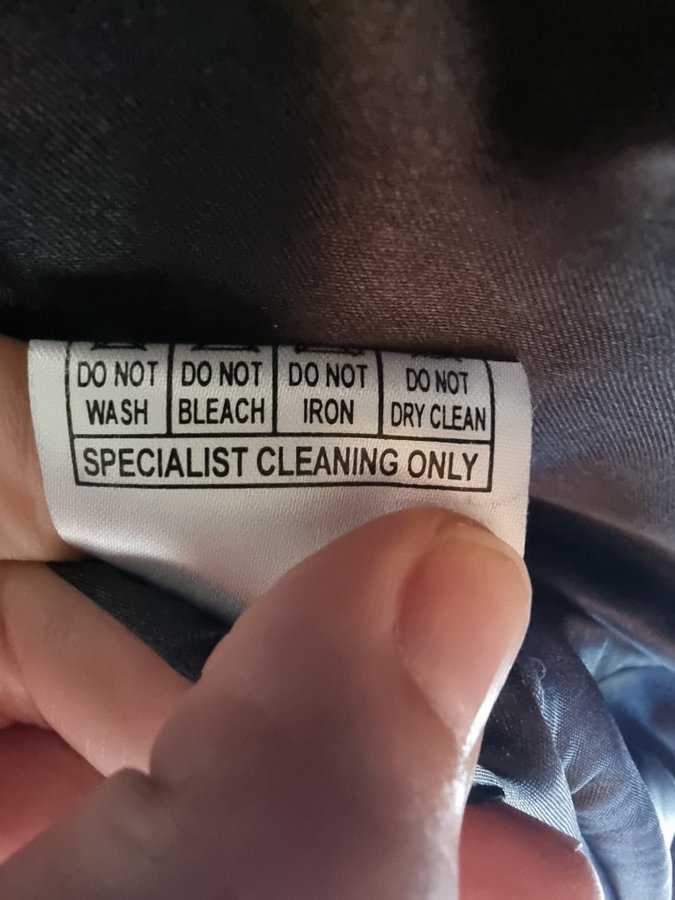 DO NOT DO NOT DO NOT DO NOT
WASH BLEACH IRON DRY CLEAN
SPECIALIST CLEANING ONLY